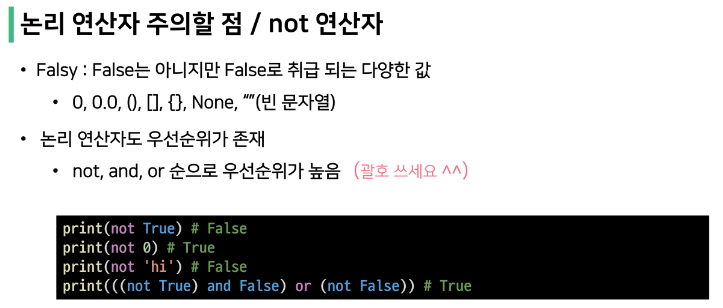 논리 연산자 주의할 점 / not 연산자
• Falsy : False는 아니지만 False로 취급 되는 다양한 값
• 0, 0.0, (), [], {}, None, “”(빈 문자열)
• 논리 연산자도 우선순위가 존재
• not, and, or 순으로 우선순위가 높음 (괄호 쓰세요 ^^)
print(not True) # False
print(not 0) # True
print(not 'hi') # False
print(((not True) and False) or (not False)) # True